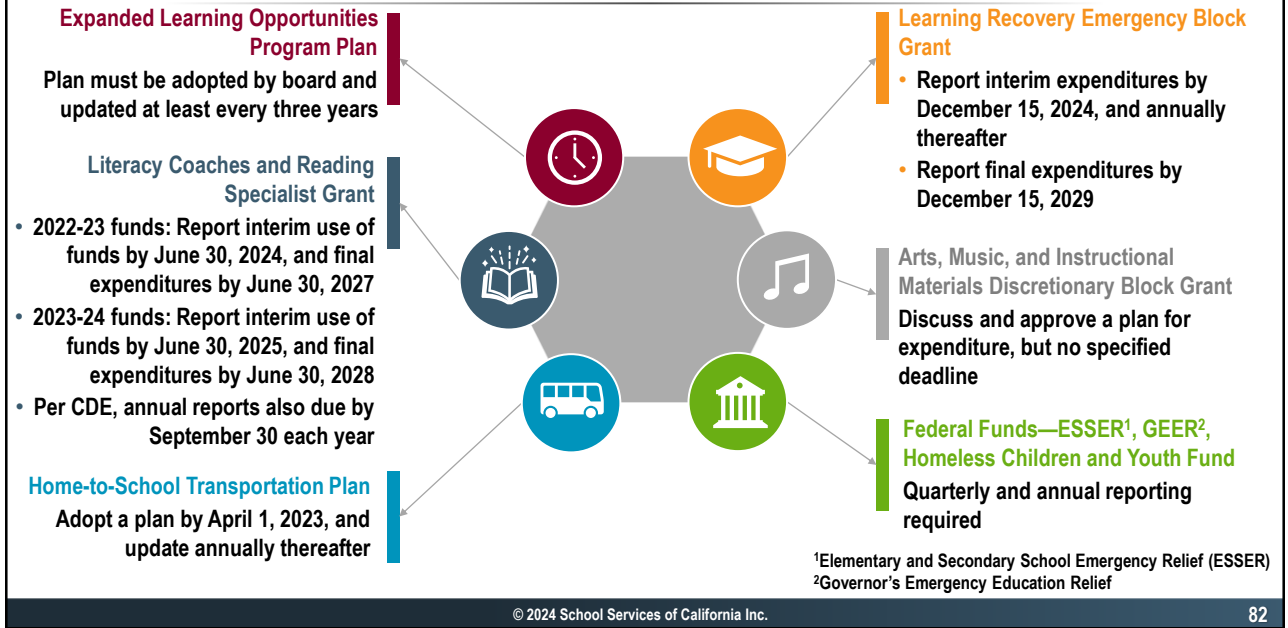 Expanded Learning Opportunities
Program Plan
Plan must be adopted by board and
updated at least every three years
Literacy Coaches and Reading
Specialist Grant
• 2022-23 funds: Report interim use of
funds by June 30, 2024, and final
expenditures by June 30, 2027
• 2023-24 funds: Report interim use of
funds by June 30, 2025, and final
expenditures by June 30, 2028
• Per CDE, annual reports also due by
September 30 each year
Home-to-School Transportation Plan
Adopt a plan by April 1, 2023, and
update annually thereafter
Learning Recovery Emergency Block
Grant
• Report interim expenditures by
December 15, 2024, and annually
thereafter
• Report final expenditures by
December 15, 2029
Arts, Music, and Instructional
Materials Discretionary Block Grant
Discuss and approve a plan for
expenditure, but no specified
deadline
Federal Funds—ESSER¹, GEER²,
Homeless Children and Youth Fund
Quarterly and annual reporting
required
¹Elementary and Secondary School Emergency Relief (ESSER)
²Governor's Emergency Education Relief
© 2024 School Services of California Inc.
82